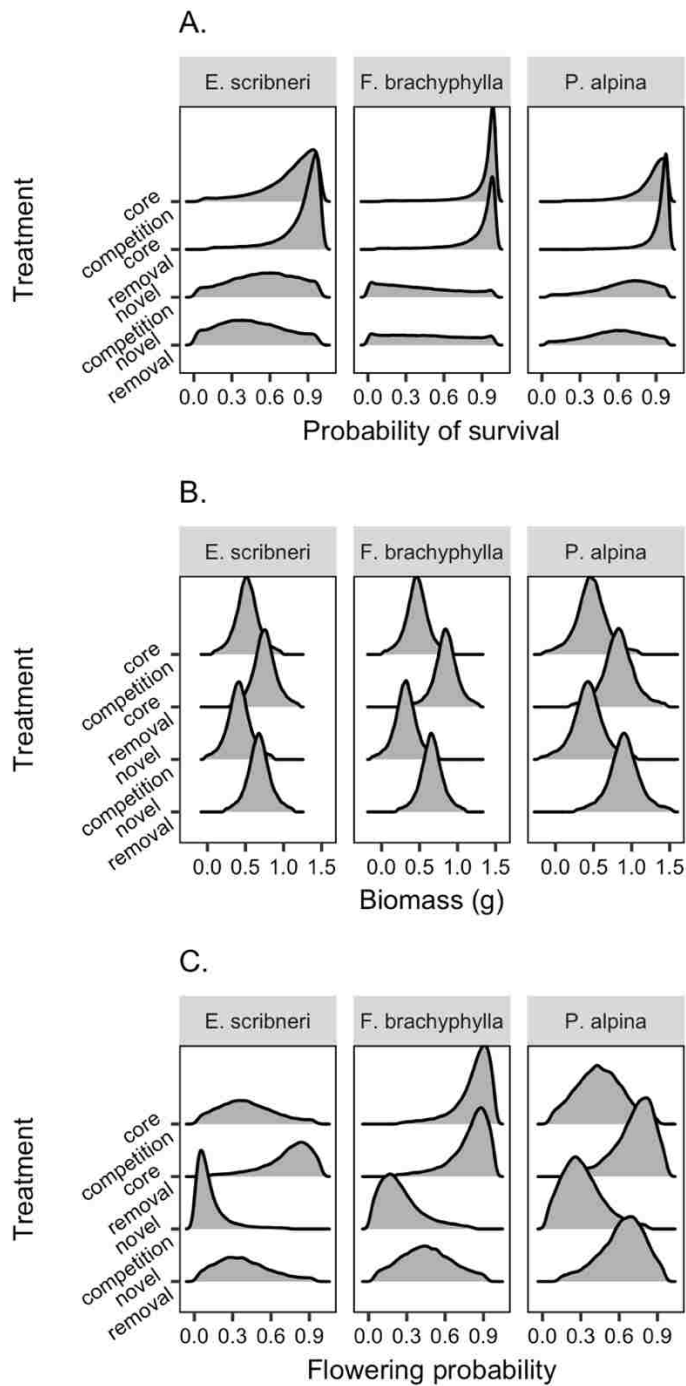 A.
E. scribneri F. brachyphylla P. alpina
Treatment
core
competition
core
removal
novel
competition
novel
removal
0.0 0.3 0.6 0.9 0.0 0.3 0.6 0.9 0.0 0.3 0.6 0.9
Probability of survival
B.
E. scribneri F. brachyphylla P. alpina
Treatment
core
competition
core
removal
novel
competition
novel
removal
0.0 0.5 1.0 1.5 0.0 0.5 1.0 1.5 0.0 0.5 1.0 1.5
Biomass (g)
C.
E. scribneri F. brachyphylla P. alpina
Treatment
core
competition
core
removal
novel
competition
novel
removal
0.0 0.3 0.6 0.9 0.0 0.3 0.6 0.9 0.0 0.3 0.6 0.9
Flowering probability